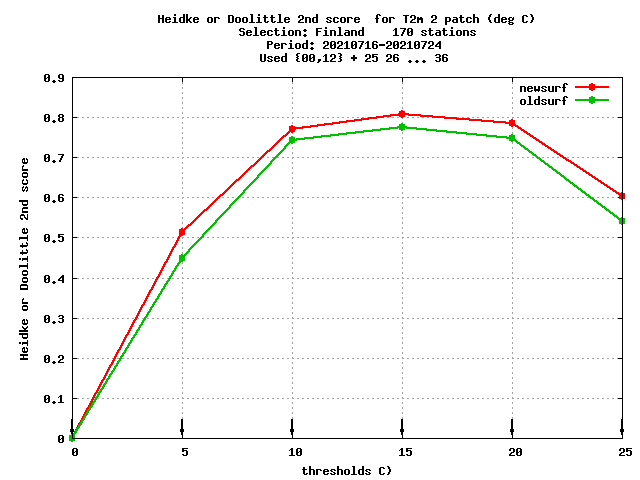 Heidke or Doolittle 2nd score  for T2m 2 patch (deg C)
Selection: Finland    170 stations
Period: 20210716-20210724
Used {00,12} + 25 26 ... 36
newsurf
oldsurf
Heidke or Doolittle 2nd score
0.9
0.8
0.7
0.6
0.5
0.4
0.3
0.2
0.1
0
0 5 10 15 20 25
thresholds C)